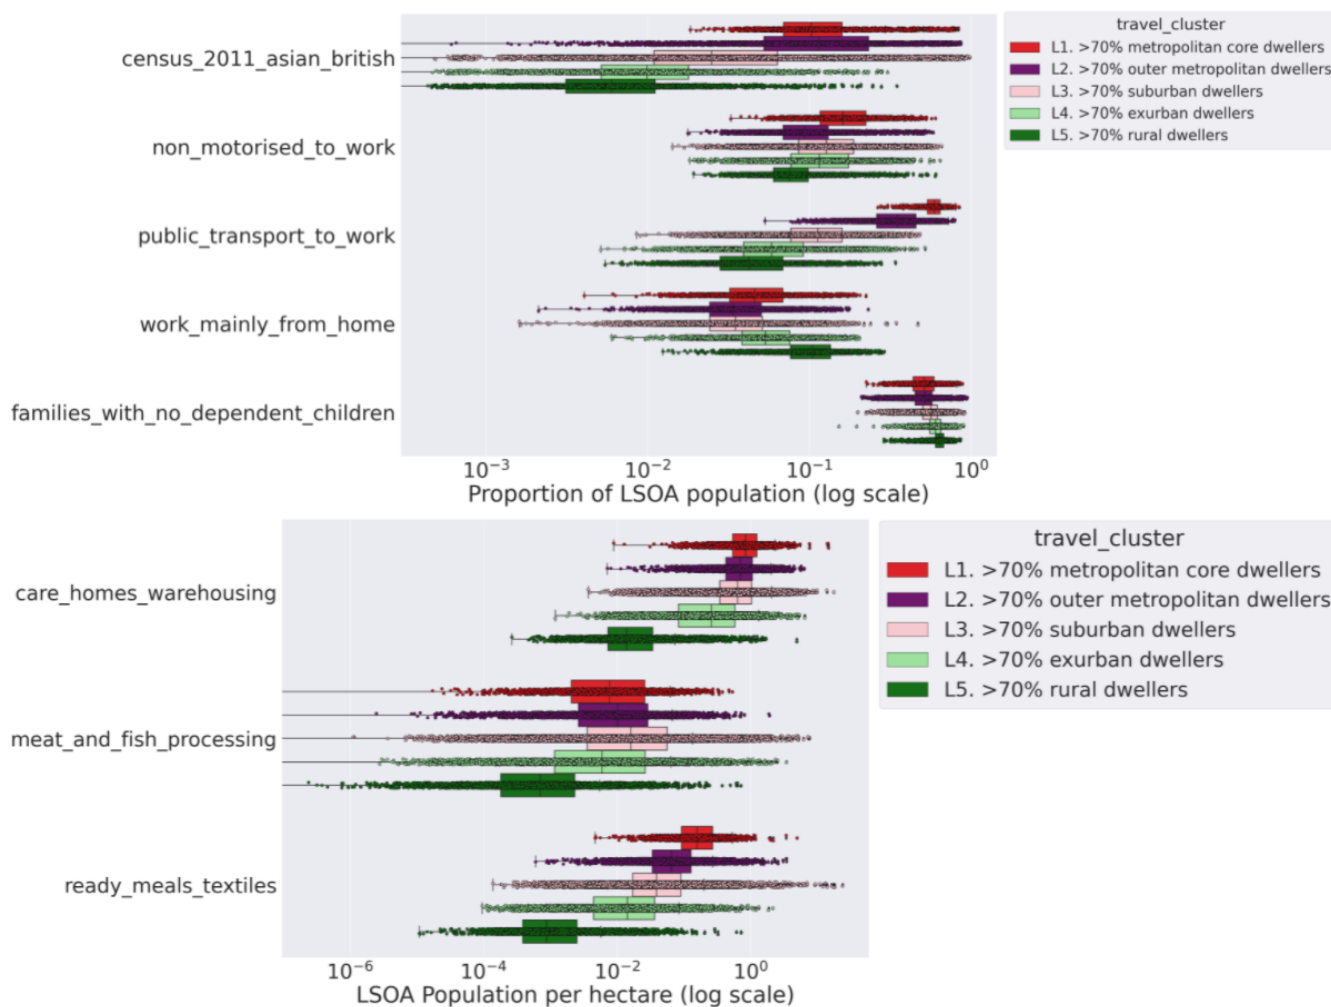 travel_cluster
L1. >70% metropolitan core dwellers
L2. >70% outer metropolitan dwellers
L3. >70% suburban dwellers
L4. >70% exurban dwellers
L5. >70% rural dwellers
census_2011_asian_british
non_motorised_to_work
public_transport_to_work
work_mainly_from_home
families_with_no_dependent_children
10⁻³ 10⁻² 10⁻¹ 10⁰
Proportion of LSOA population (log scale)
travel_cluster
L1. >70% metropolitan core dwellers
L2. >70% outer metropolitan dwellers
L3. >70% suburban dwellers
L4. >70% exurban dwellers
L5. >70% rural dwellers
care_homes_warehousing
meat_and_fish_processing
ready_meals_textiles
10⁻⁶ 10⁻⁴ 10⁻² 10⁰
LSOA Population per hectare (log scale)